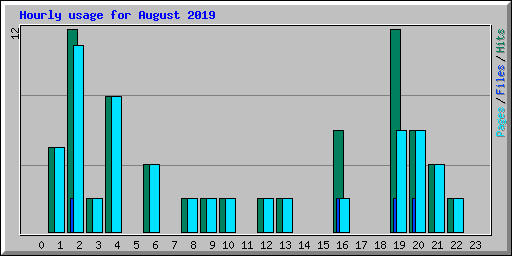 Hourly usage for August 2019
12
Pages / Files / Hits
0 1 2 3 4 5 6 7 8 9 10 11 12 13 14 15 16 17 18 19 20 21 22 23